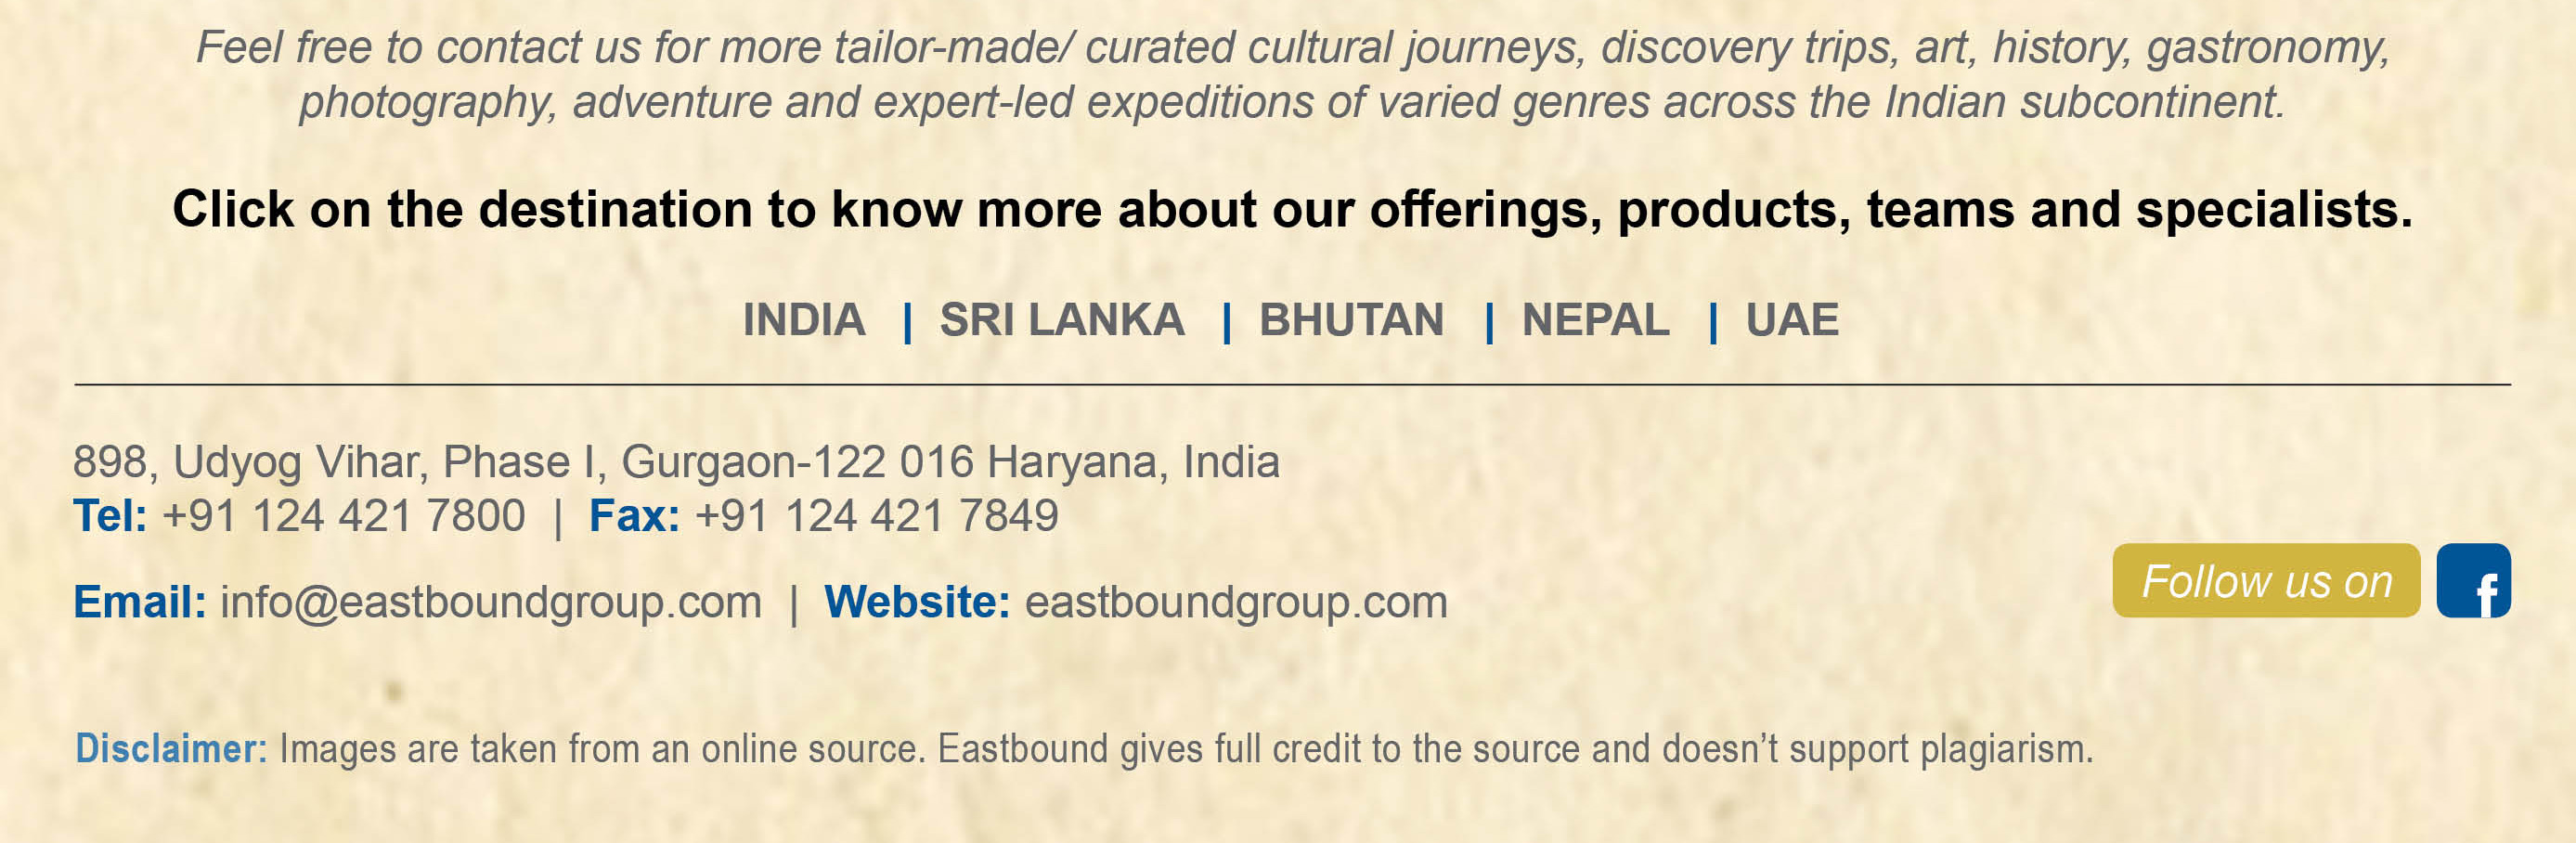 Feel free to contact us for more tailor-made/ curated cultural journeys, discovery trips, art, history, gastronomy,
photography, adventure and expert-led expeditions of varied genres across the Indian subcontinent.
Click on the destination to know more about our offerings, products, teams and specialists.
INDIA | SRI LANKA | BHUTAN | NEPAL | UAE
898, Udyog Vihar, Phase I, Gurgaon-122 016 Haryana, India
Tel: +91 124 421 7800 | Fax: +91 124 421 7849
Email: info@eastboundgroup.com | Website: eastboundgroup.com
Follow us on f
Disclaimer: Images are taken from an online source. Eastbound gives full credit to the source and doesn’t support plagiarism.